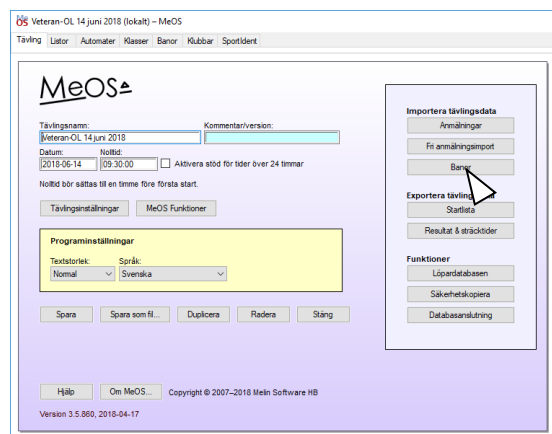 Veteran-OL 14 juni 2018 (lokalt) – MeOS
Tävling Listor Automater Klasser Banor Klubbar SportIdent
MeOS
Tävlingsnamn: Kommentar/version:
Veteran-OL 14 juni 2018
Datum: Nolltid:
2018-06-14 09:30:00 Aktivera stöd för tider över 24 timmar
Nolltid bör sättas till en timme före första start.
Tävlingsinställningar MeOS Funktioner
Programinställningar
Textstorlek: Språk:
Normal Svenska
Spara Spara som fil... Duplicera Radera Stäng
Hjälp Om MeOS... Copyright © 2007–2018 Melin Software HB
Version 3.5.860, 2018-04-17
Importera tävlingsdata
Anmälningar
Fri anmälningsimport
Banor
Exportera tävlingsdata
Startlista
Resultat & sträcktider
Funktioner
Löpardatabasen
Säkerhetskopiera
Databasanslutning